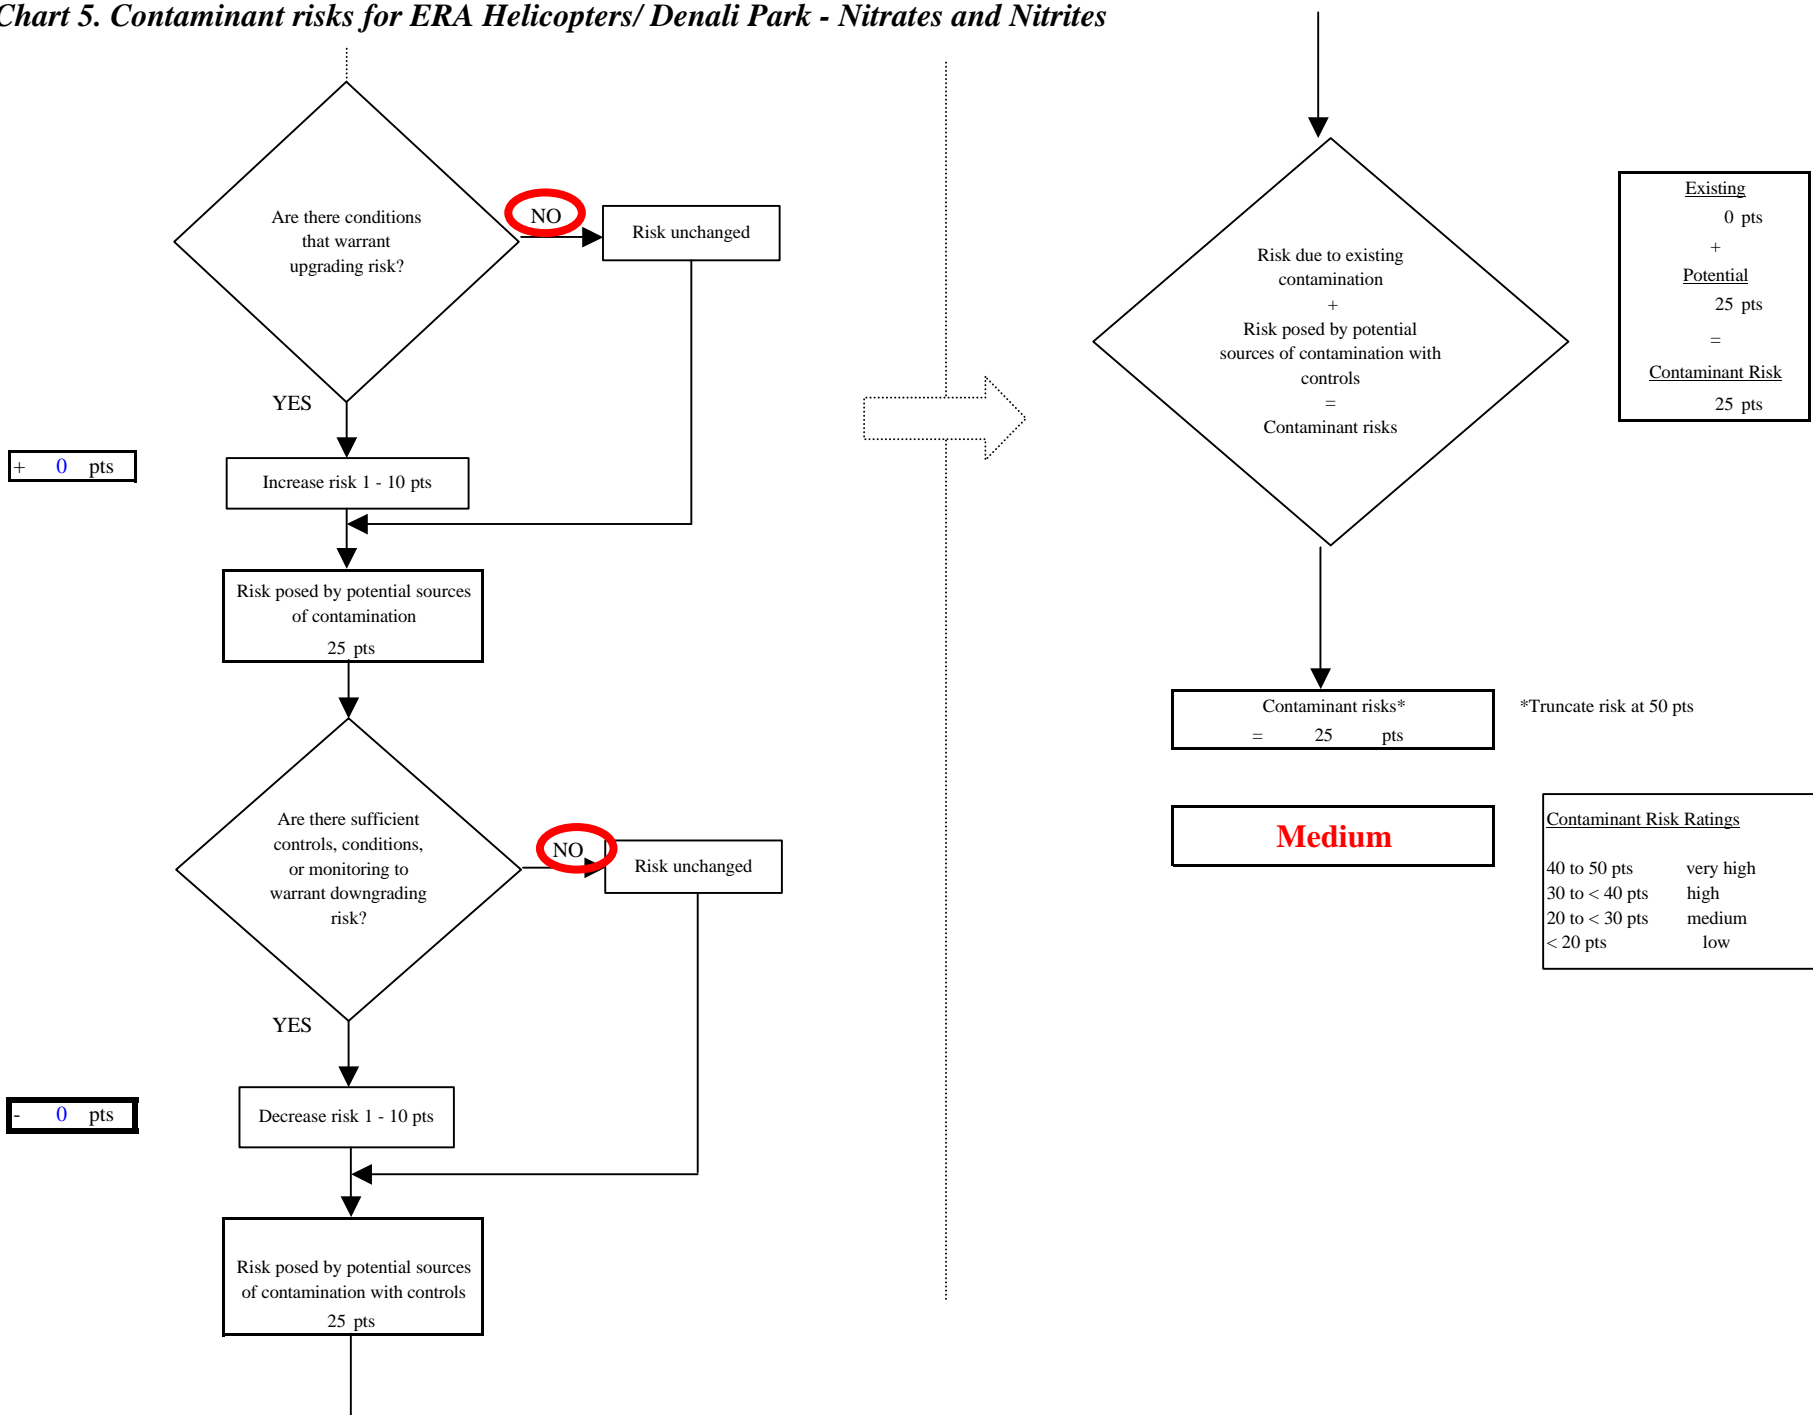 Chart 5. Contaminant risks for ERA Helicopters/ Denali Park - Nitrates and Nitrites
Are there conditions
that warrant
upgrading risk?
NO
Risk unchanged
YES
+ 0 pts
Increase risk 1 - 10 pts
Risk posed by potential sources
of contamination
25 pts
Are there sufficient
controls, conditions,
or monitoring to
warrant downgrading
risk?
NO
Risk unchanged
YES
- 0 pts
Decrease risk 1 - 10 pts
Risk posed by potential sources
of contamination with controls
25 pts
Risk due to existing
contamination
+
Risk posed by potential
sources of contamination with
controls
=
Contaminant risks
Existing
0 pts
+
Potential
25 pts
=
Contaminant Risk
25 pts
Contaminant risks*
= 25 pts
*Truncate risk at 50 pts
Medium
Contaminant Risk Ratings
40 to 50 pts very high
30 to < 40 pts high
20 to < 30 pts medium
< 20 pts low